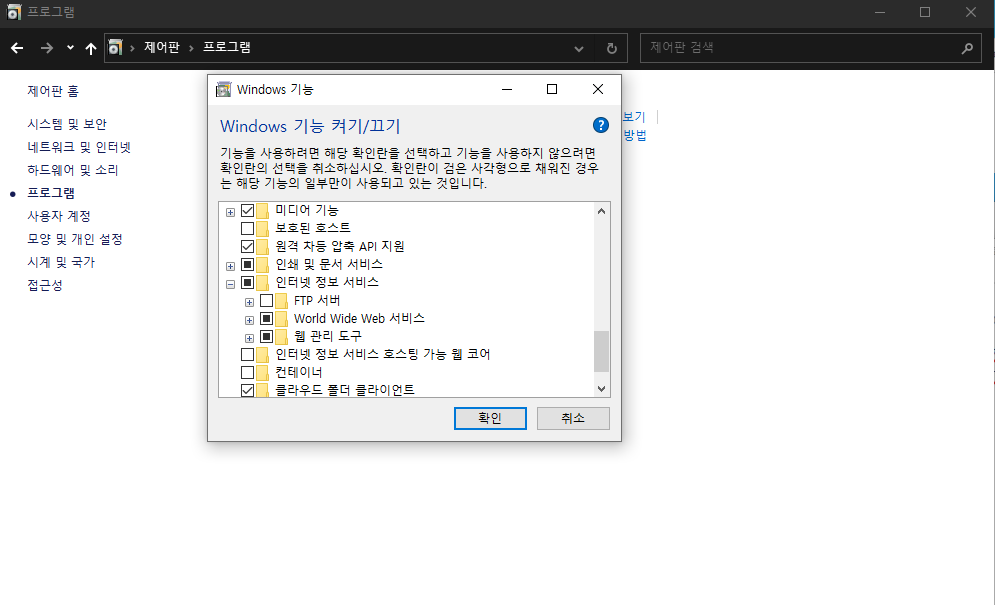 프로그램
제어판 › 프로그램
제어판 검색
제어판 홈
시스템 및 보안
네트워크 및 인터넷
하드웨어 및 소리
프로그램
사용자 계정
모양 및 개인 설정
시계 및 국가
접근성
보기
방법
Windows 기능
Windows 기능 켜기/끄기
?
기능을 사용하려면 해당 확인란을 선택하고 기능을 사용하지 않으려면
확인란의 선택을 취소하십시오. 확인란이 검은 사각형으로 채워진 경우
는 해당 기능의 일부만이 사용되고 있는 것입니다.
미디어 기능
보호된 호스트
원격 차등 압축 API 지원
인쇄 및 문서 서비스
인터넷 정보 서비스
FTP 서버
World Wide Web 서비스
웹 관리 도구
인터넷 정보 서비스 호스팅 가능 웹 코어
컨테이너
클라우드 폴더 클라이언트
확인
취소